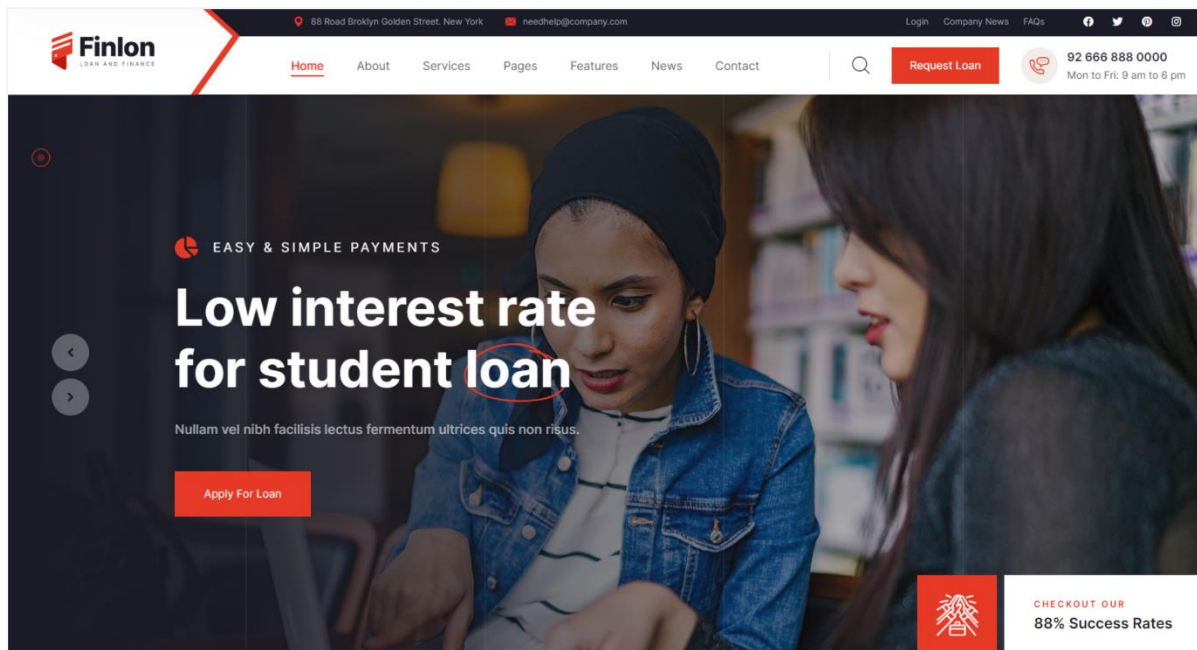 88 Road Broklyn Golden Street. New York
needhelp@company.com
Login
Company News
FAQs
Finlon
LOAN AND FINANCE
Home
About
Services
Pages
Features
News
Contact
Request Loan
92 666 888 0000
Mon to Fri: 9 am to 6 pm
EASY & SIMPLE PAYMENTS
Low interest rate
for student loan
Nullam vel nibh facilisis lectus fermentum ultrices quis non risus.
Apply For Loan
CHECKOUT OUR
88% Success Rates